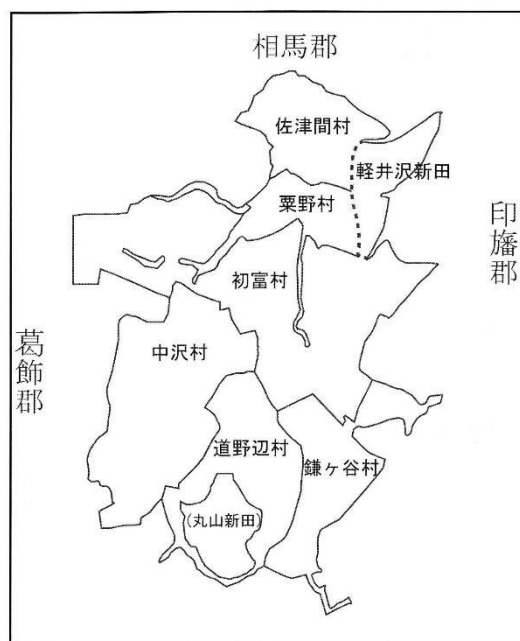 相馬郡
佐津間村
軽井沢新田
粟野村
印旛郡
初富村
葛飾郡
中沢村
道野辺村
鎌ヶ谷村
(丸山新田)